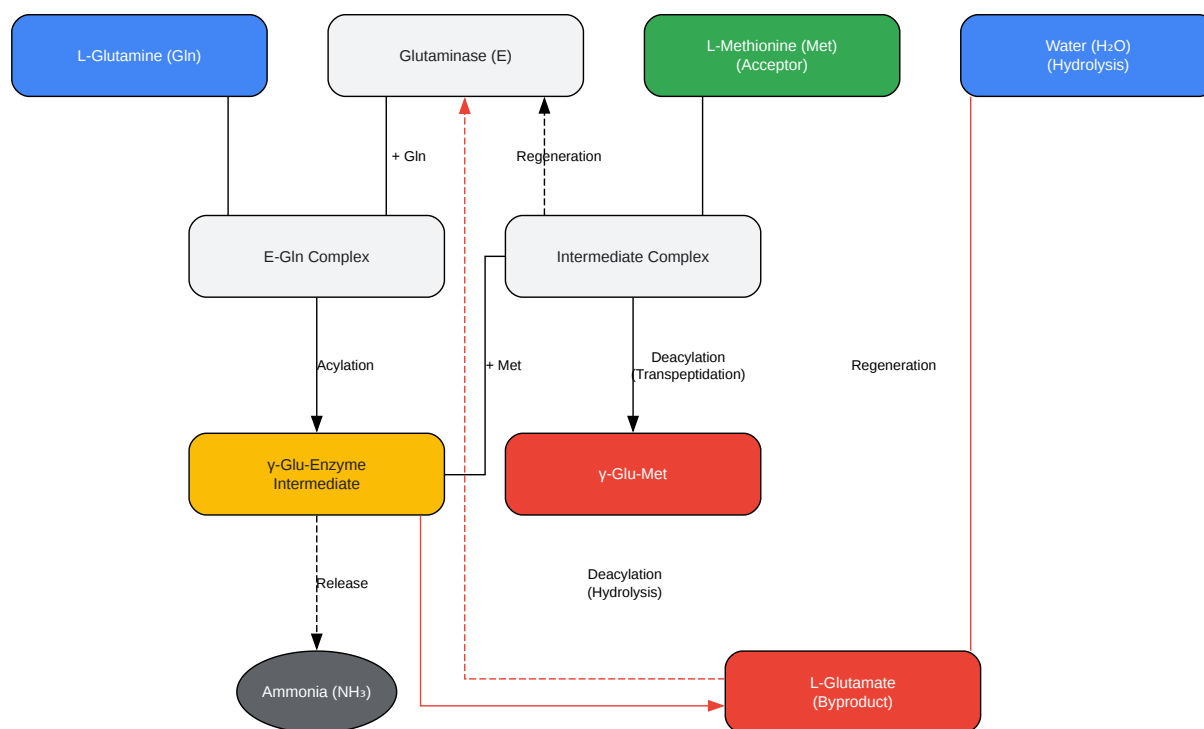 L-Glutamine (Gln)
Glutaminase (E)
L-Methionine (Met)
(Acceptor)
Water (H₂O)
(Hydrolysis)
+ Gln
Regeneration
E-Gln Complex
Intermediate Complex
Acylation
+ Met
Deacylation
(Transpeptidation)
Regeneration
γ-Glu-Enzyme
Intermediate
γ-Glu-Met
Release
Deacylation
(Hydrolysis)
Ammonia (NH₃)
L-Glutamate
(Byproduct)